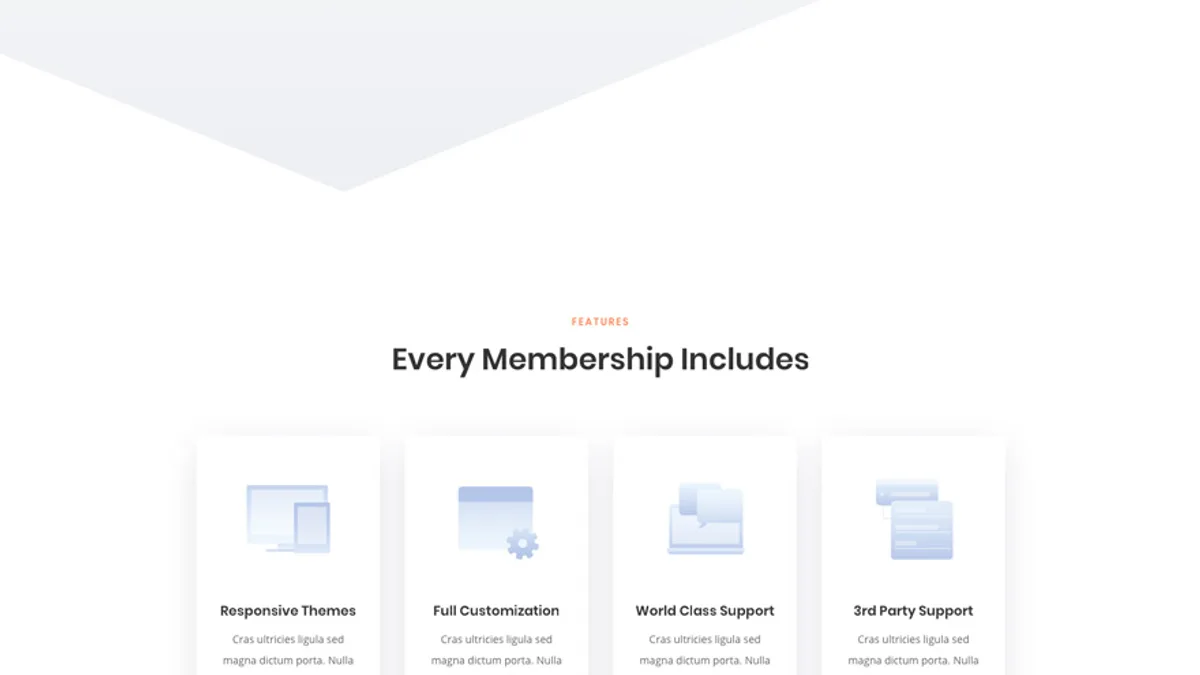 FEATURES
Every Membership Includes
Responsive Themes
Cras ultricies ligula sed
magna dictum porta. Nulla
Full Customization
Cras ultricies ligula sed
magna dictum porta. Nulla
World Class Support
Cras ultricies ligula sed
magna dictum porta. Nulla
3rd Party Support
Cras ultricies ligula sed
magna dictum porta. Nulla